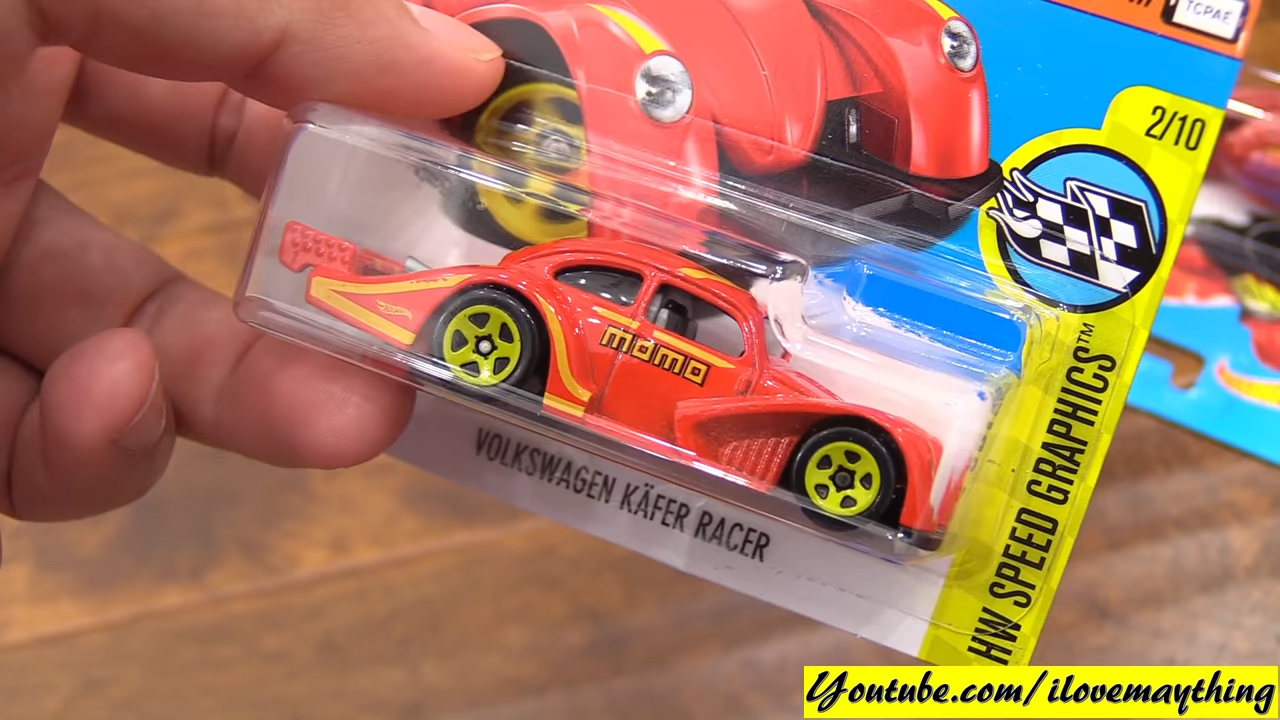 TCPAE
2/10
momo
VOLKSWAGEN KÄFER RACER
HW SPEED GRAPHICS™
Youtube.com/ilovemaything